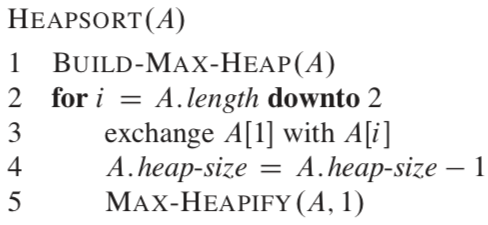 HEAPSORT(A)
1 BUILD-MAX-HEAP(A)
2 for i = A.length downto 2
3 exchange A[1] with A[i]
4 A.heap-size = A.heap-size − 1
5 MAX-HEAPIFY(A, 1)